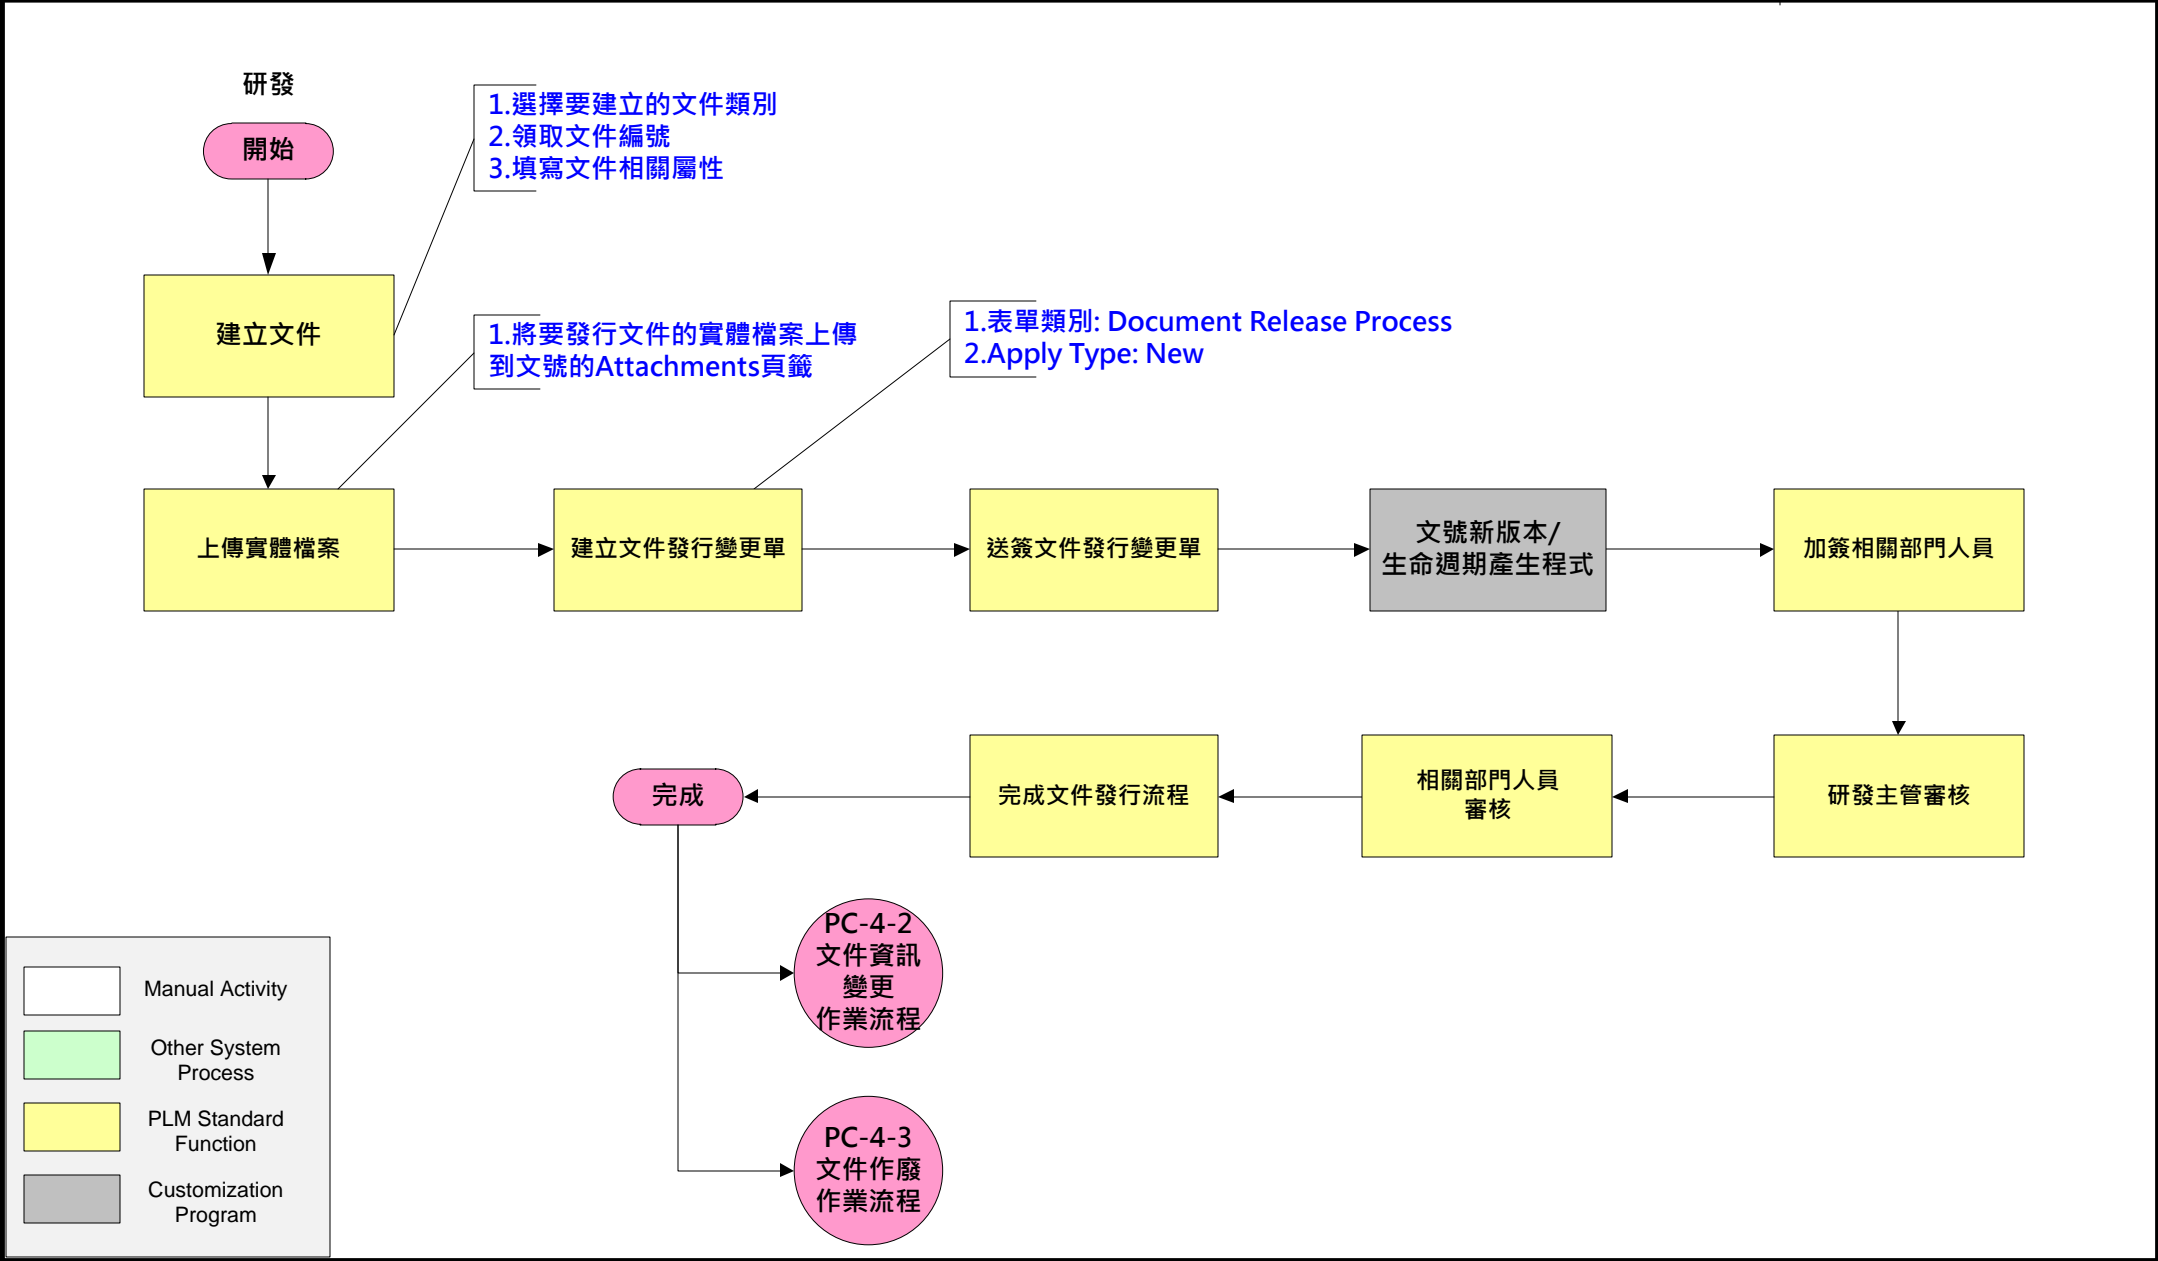 研發
開始
1.選擇要建立的文件類別
2.領取文件編號
3.填寫文件相關屬性
建立文件
1.將要發行文件的實體檔案上傳
到文號的Attachments頁籤
1.表單類別: Document Release Process
2.Apply Type: New
上傳實體檔案
建立文件發行變更單
送簽文件發行變更單
文號新版本/
生命週期產生程式
加簽相關部門人員
研發主管審核
相關部門人員
審核
完成文件發行流程
完成
PC-4-2
文件資訊
變更
作業流程
PC-4-3
文件作廢
作業流程
Manual Activity
Other System
Process
PLM Standard
Function
Customization
Program